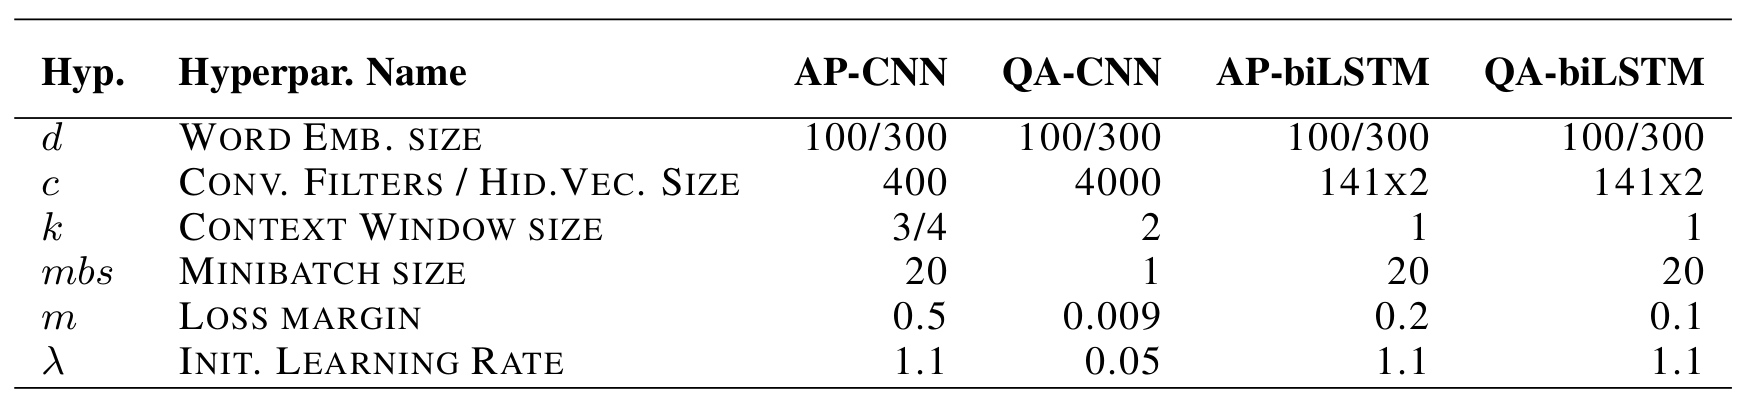 Hyp. Hyperpar. Name AP-CNN QA-CNN AP-biLSTM QA-biLSTM
d WORD EMB. SIZE 100/300 100/300 100/300 100/300
c CONV. FILTERS / HID.VEC. SIZE 400 4000 141X2 141X2
k CONTEXT WINDOW SIZE 3/4 2 1 1
mbs MINIBATCH SIZE 20 1 20 20
m LOSS MARGIN 0.5 0.009 0.2 0.1
λ INIT. LEARNING RATE 1.1 0.05 1.1 1.1